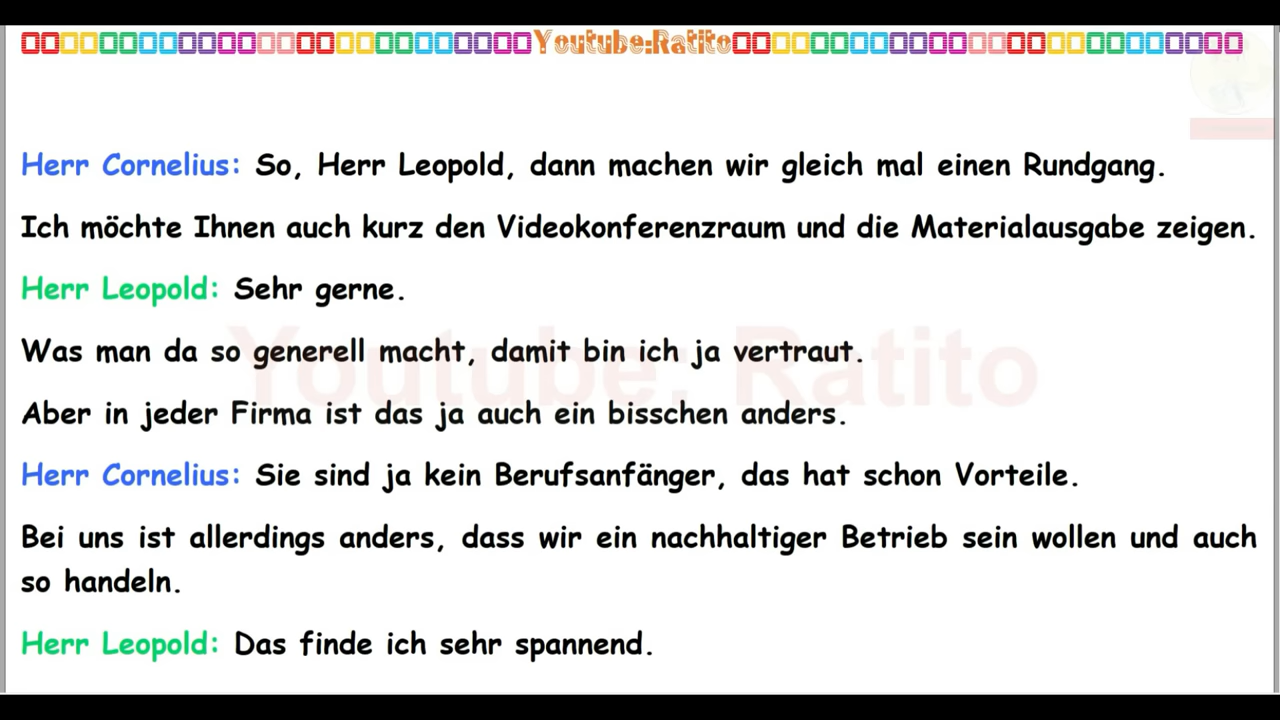 Youtube:Ratito
Herr Cornelius: So, Herr Leopold, dann machen wir gleich mal einen Rundgang.
Ich möchte Ihnen auch kurz den Videokonferenzraum und die Materialausgabe zeigen.
Herr Leopold: Sehr gerne.
Was man da so generell macht, damit bin ich ja vertraut.
Youtube: Ratito
Aber in jeder Firma ist das ja auch ein bisschen anders.
Herr Cornelius: Sie sind ja kein Berufsanfänger, das hat schon Vorteile.
Bei uns ist allerdings anders, dass wir ein nachhaltiger Betrieb sein wollen und auch
so handeln.
Herr Leopold: Das finde ich sehr spannend.